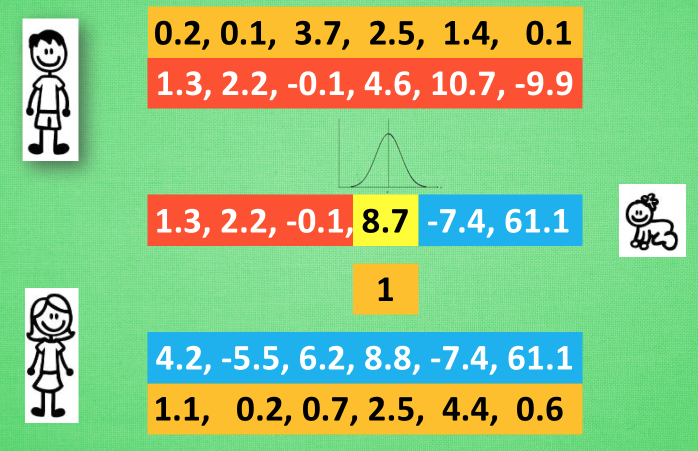 0.2, 0.1, 3.7, 2.5, 1.4, 0.1
1.3, 2.2, -0.1, 4.6, 10.7, -9.9
1.3, 2.2, -0.1, 8.7 -7.4, 61.1
1
4.2, -5.5, 6.2, 8.8, -7.4, 61.1
1.1, 0.2, 0.7, 2.5, 4.4, 0.6